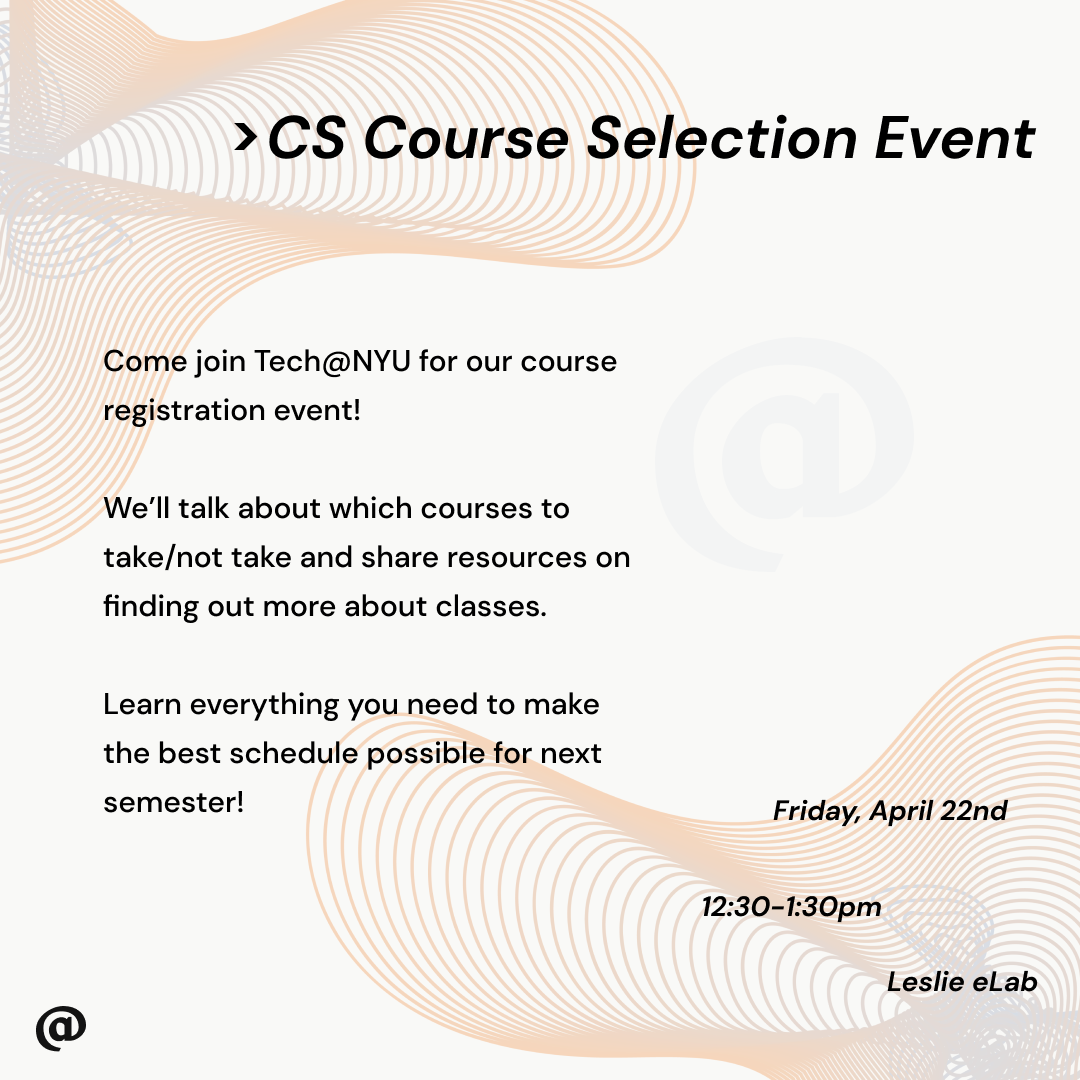 >CS Course Selection Event
Come join Tech@NYU for our course
registration event!
We’ll talk about which courses to
take/not take and share resources on
finding out more about classes.
Learn everything you need to make
the best schedule possible for next
semester!
Friday, April 22nd
12:30-1:30pm
Leslie eLab
@
@